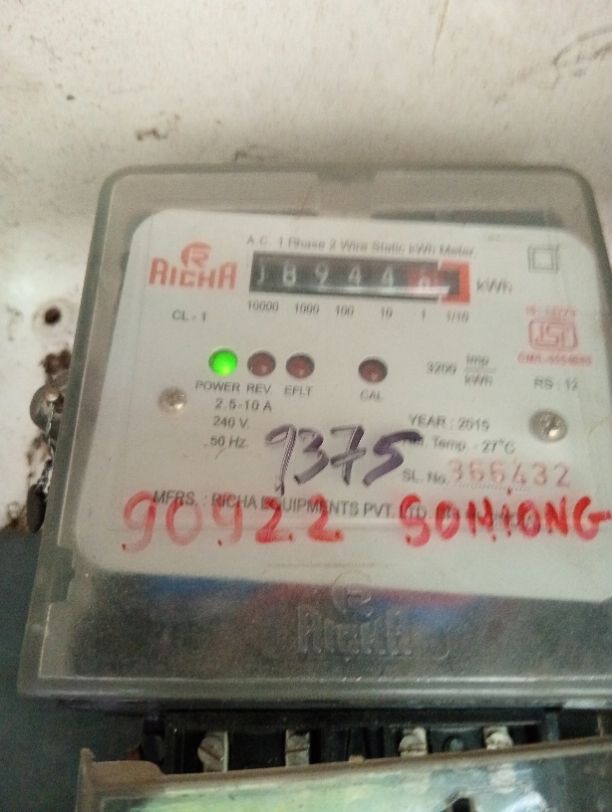 A.C. 1 Phase 2 Wire Static kWh Meter
RICHA
18944 kWh
10000 1000 100 10 1 1/10
CL - 1
POWER REV. EFLT CAL
3200 imp/kWh
RS : 12
2.5-10 A
240 V.
50 Hz.
YEAR : 2015
Temp. - 27°C
9375
SL. No. 366432
MFRS. : RICHA EQUIPMENTS PVT. LTD.
90922 SOHIONG
RICHA